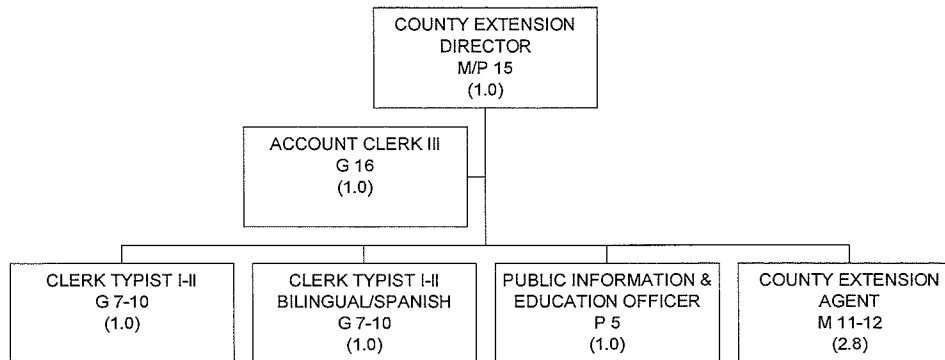 COUNTY EXTENSION
DIRECTOR
M/P 15
(1.0)
ACCOUNT CLERK III
G 16
(1.0)
CLERK TYPIST I-II
G 7-10
(1.0)
CLERK TYPIST I-II
BILINGUAL/SPANISH
G 7-10
(1.0)
PUBLIC INFORMATION &
EDUCATION OFFICER
P 5
(1.0)
COUNTY EXTENSION
AGENT
M 11-12
(2.8)